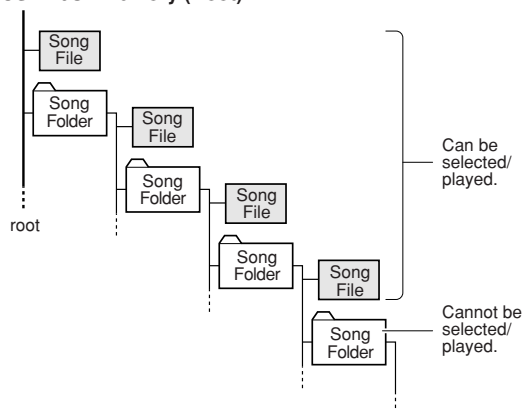 Song
File
Song
Folder
Song
File
Song
Folder
Song
File
Song
Folder
Song
File
Song
Folder
root
Can be
selected/
played.
Cannot be
selected/
played.